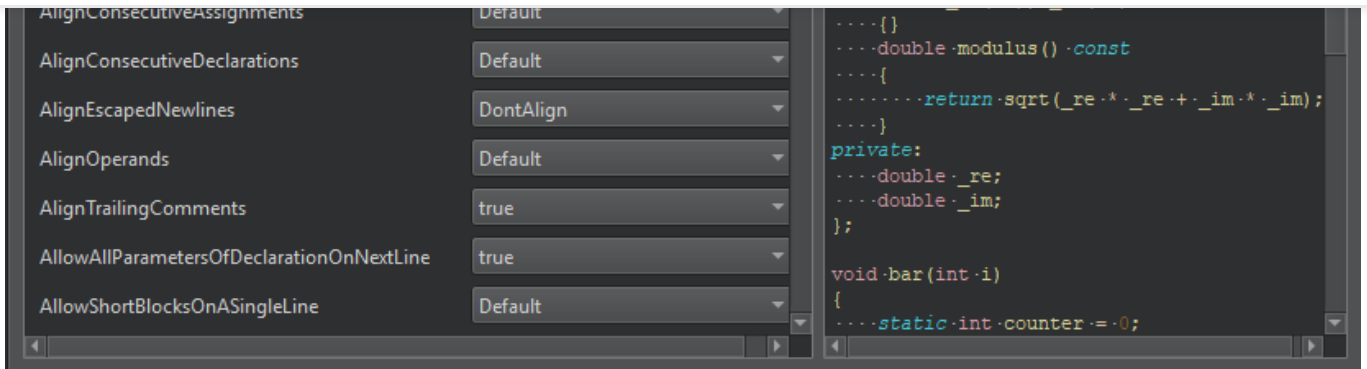 AlignConsecutiveAssignments Default
AlignConsecutiveDeclarations Default
AlignEscapedNewlines DontAlign
AlignOperands Default
AlignTrailingComments true
AllowAllParametersOfDeclarationOnNextLine true
AllowShortBlocksOnASingleLine Default
····{}
····double·modulus()·const
····{
········return·sqrt(_re·*·_re·+·_im·*·_im);
····}
private:
····double·_re;
····double·_im;
};
void·bar(int·i)
{
····static·int·counter·=·0;